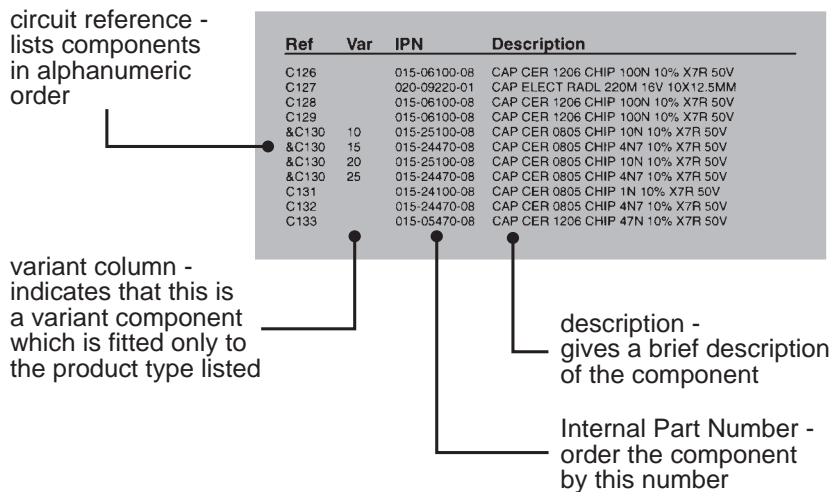 circuit reference -
lists components
in alphanumeric
order
Ref Var IPN Description
C126 015-06100-08 CAP CER 1206 CHIP 100N 10% X7R 50V
C127 020-09220-01 CAP ELECT RADL 220M 16V 10X12.5MM
C128 015-06100-08 CAP CER 1206 CHIP 100N 10% X7R 50V
C129 015-06100-08 CAP CER 1206 CHIP 100N 10% X7R 50V
&C130 10 015-25100-08 CAP CER 0805 CHIP 10N 10% X7R 50V
&C130 15 015-24470-08 CAP CER 0805 CHIP 4N7 10% X7R 50V
&C130 20 015-25100-08 CAP CER 0805 CHIP 10N 10% X7R 50V
&C130 25 015-24470-08 CAP CER 0805 CHIP 4N7 10% X7R 50V
C131 015-24100-08 CAP CER 0805 CHIP 1N 10% X7R 50V
C132 015-24470-08 CAP CER 0805 CHIP 4N7 10% X7R 50V
C133 015-05470-08 CAP CER 1206 CHIP 47N 10% X7R 50V
variant column -
indicates that this is
a variant component
which is fitted only to
the product type listed
description -
gives a brief description
of the component
Internal Part Number -
order the component
by this number